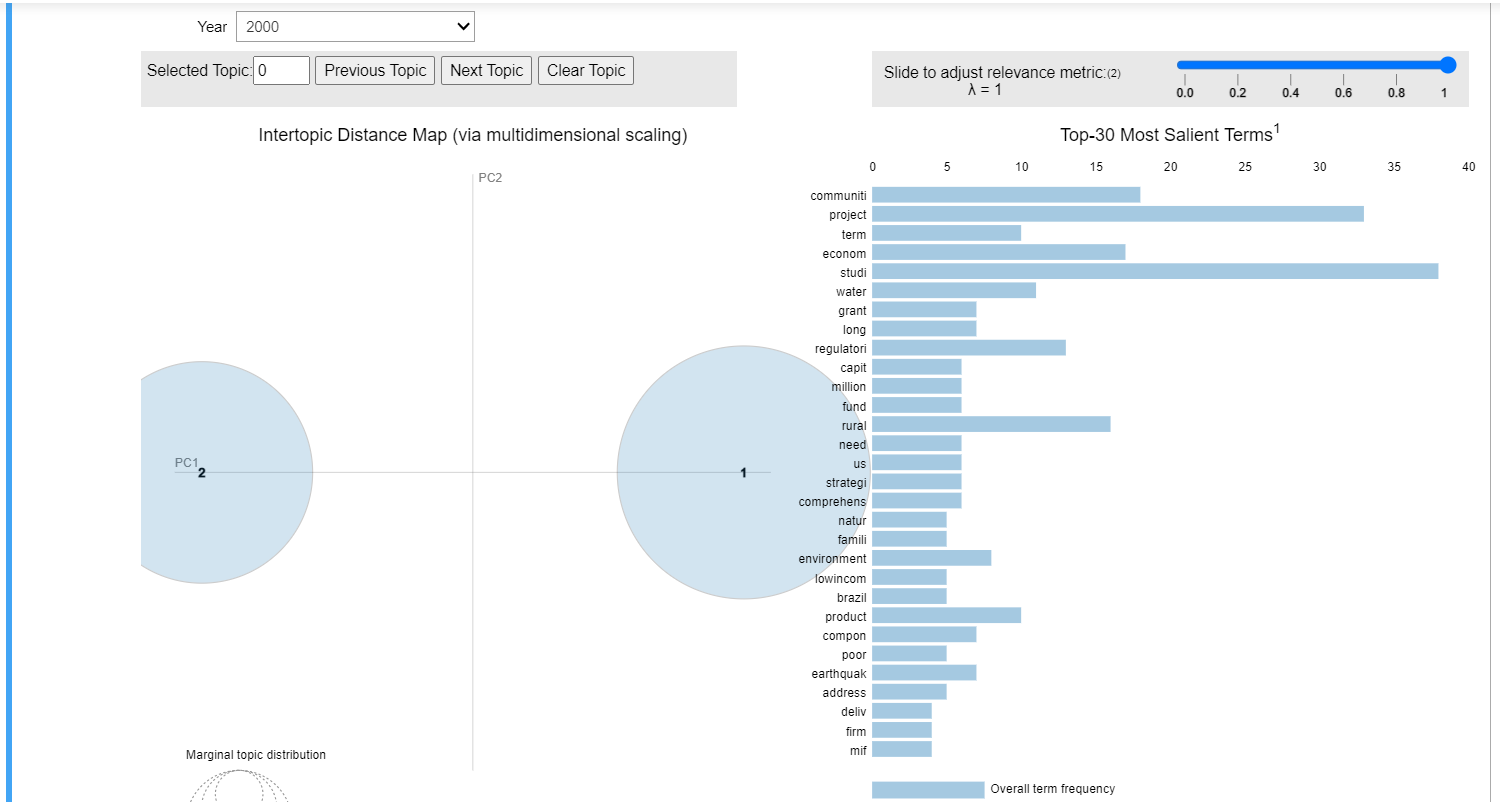 Year 2000
Selected Topic: 0 Previous Topic Next Topic Clear Topic
Slide to adjust relevance metric:(2)
λ = 1
0.0 0.2 0.4 0.6 0.8 1
Intertopic Distance Map (via multidimensional scaling)
PC2
PC1
2
1
Marginal topic distribution
Top-30 Most Salient Terms1
0 5 10 15 20 25 30 35 40
communiti
project
term
econom
studi
water
grant
long
regulatori
capit
million
fund
rural
need
us
strategi
comprehens
natur
famili
environment
lowincom
brazil
product
compon
poor
earthquak
address
deliv
firm
mif
Overall term frequency